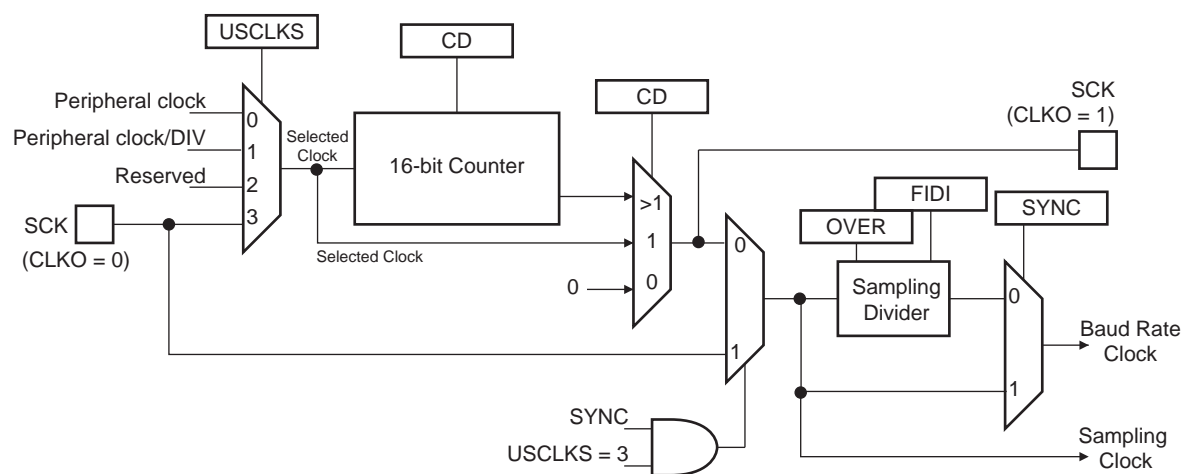 USCLKS
CD
CD
SCK
(CLKO = 1)
Peripheral clock
Peripheral clock/DIV
Reserved
SCK
(CLKO = 0)
0
1
2
3
Selected
Clock
16-bit Counter
Selected Clock
0
>1
1
0
0
1
SYNC
USCLKS = 3
FIDI
OVER
SYNC
Sampling
Divider
0
1
Baud Rate
Clock
Sampling
Clock